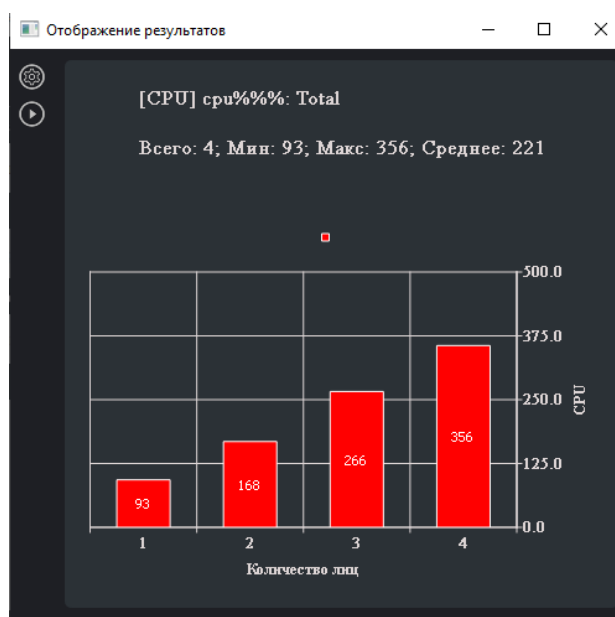 Отображение результатов
[CPU] cpu%%%: Total
Всего: 4; Мин: 93; Макс: 356; Среднее: 221
500.0
375.0
250.0
125.0
0.0
CPU
93
168
266
356
1 2 3 4
Количество лиц